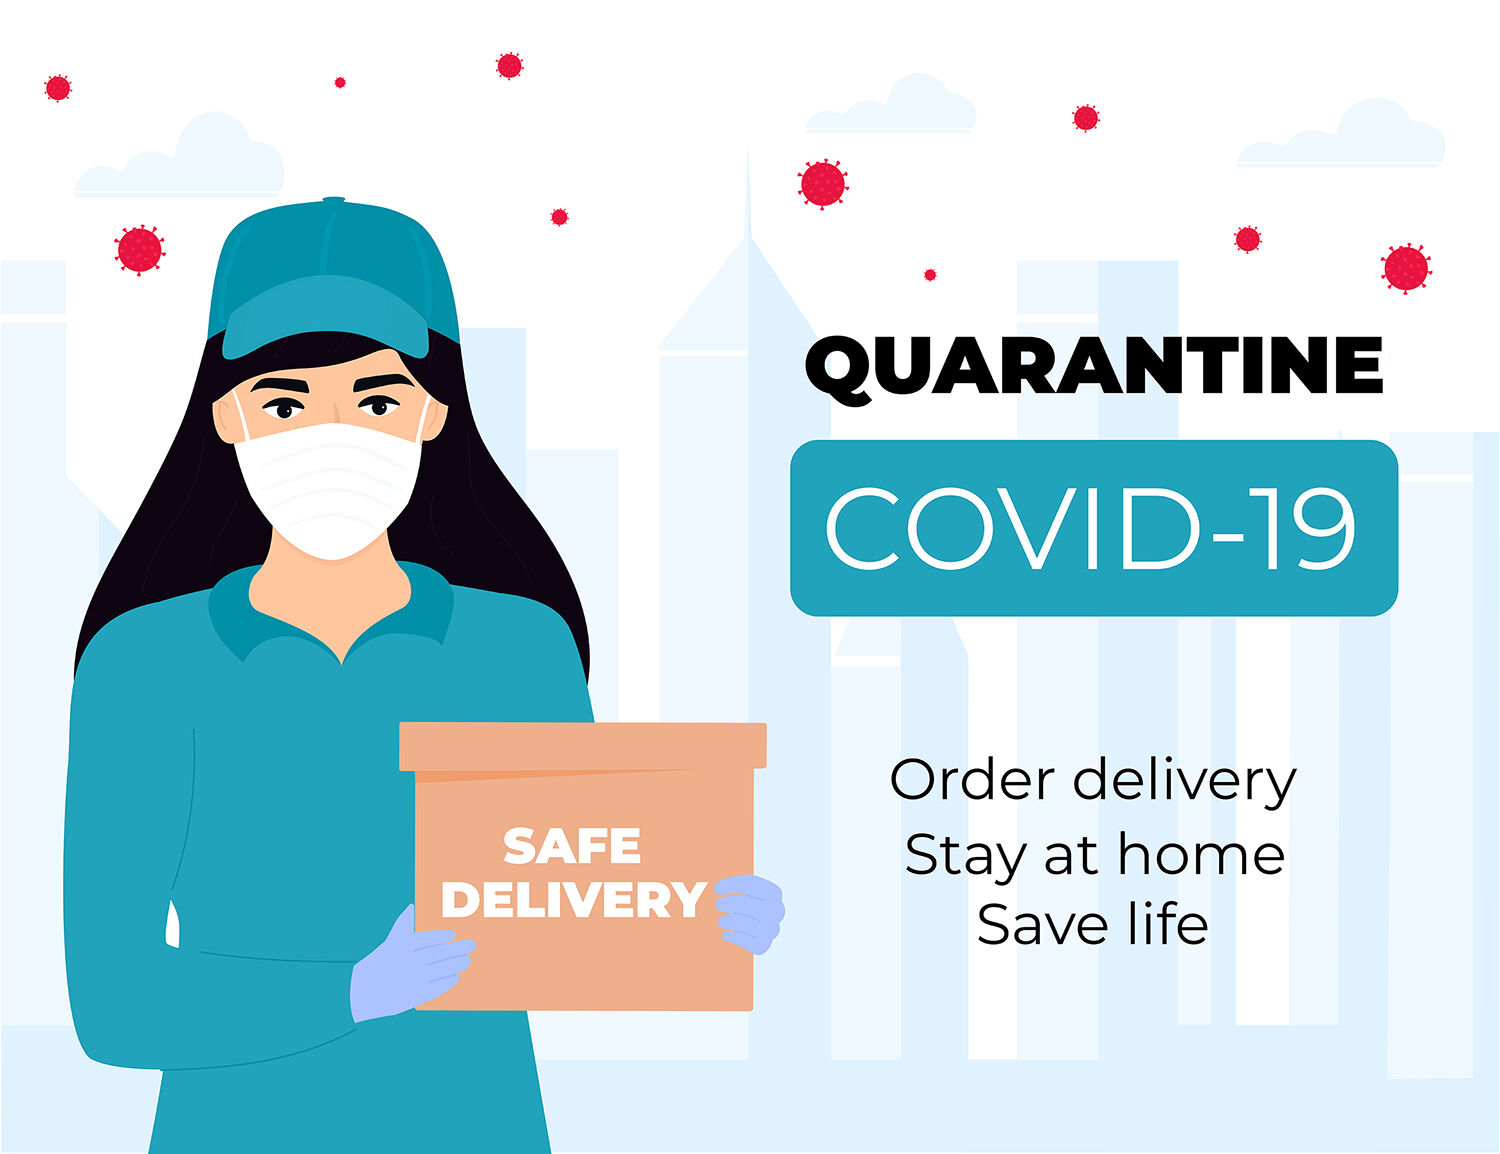 QUARANTINE
COVID-19
Order delivery
Stay at home
Save life
SAFE
DELIVERY